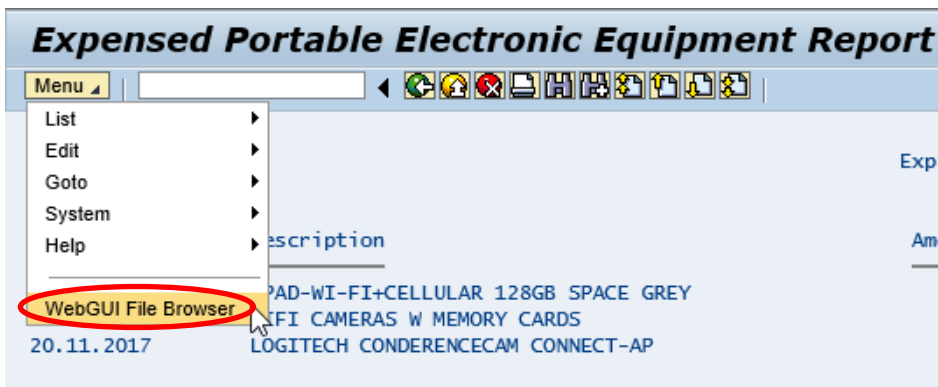 Expensed Portable Electronic Equipment Report
Menu
List
Edit
Goto
System
Help
WebGUI File Browser
Exp
escription
Am
PAD-WI-FI+CELLULAR 128GB SPACE GREY
IFI CAMERAS W MEMORY CARDS
20.11.2017 LOGITECH CONDERENCECAM CONNECT-AP